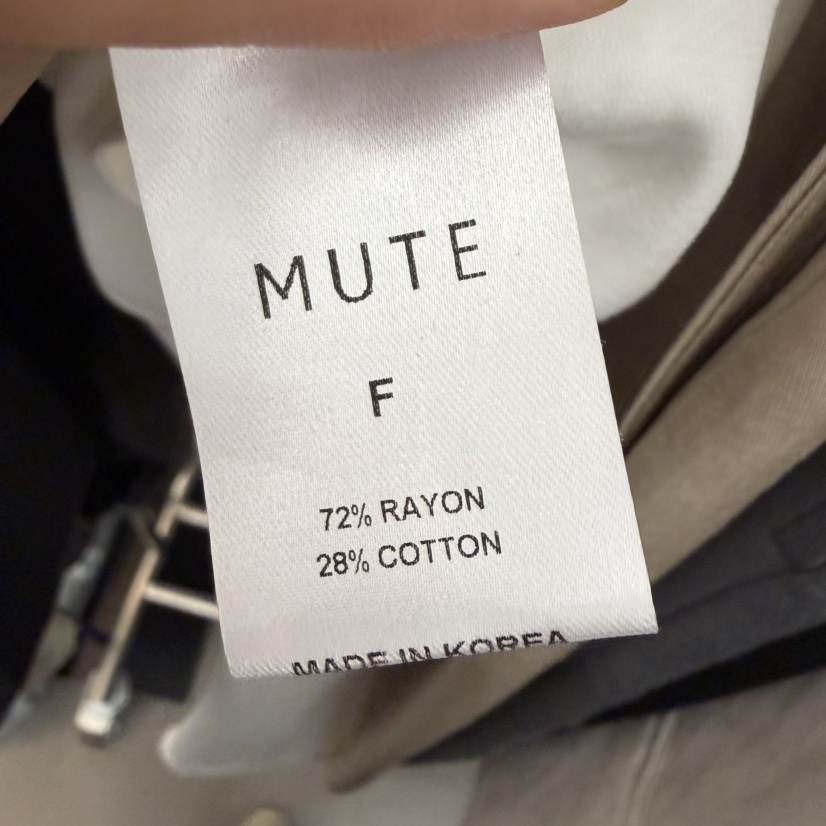 MUTE
F
72% RAYON
28% COTTON
MADE IN KOREA